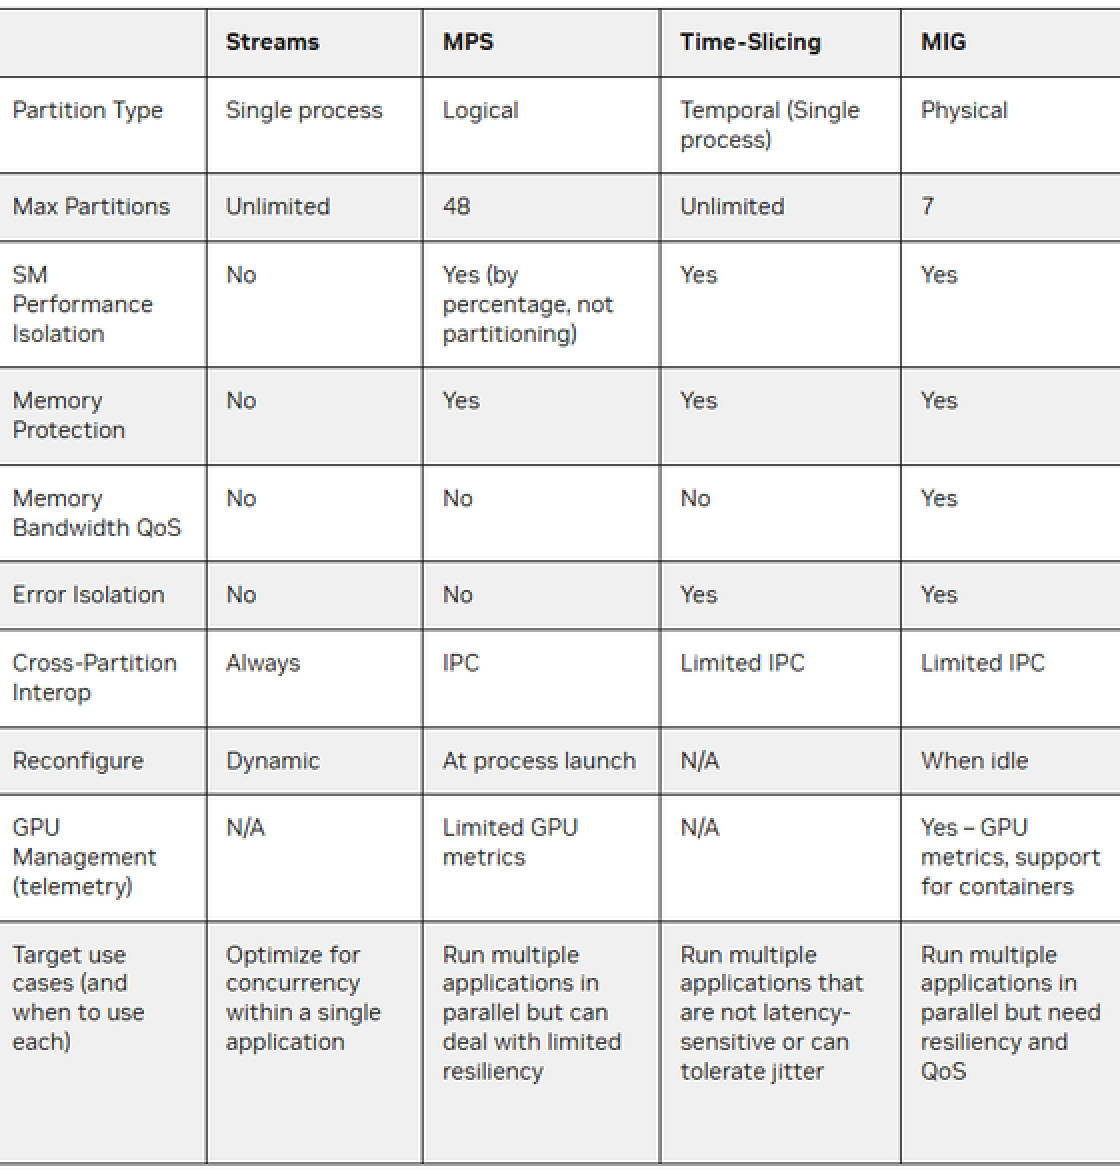 Streams MPS Time-Slicing MIG
Partition Type Single process Logical Temporal (Single process) Physical
Max Partitions Unlimited 48 Unlimited 7
SM Performance Isolation No Yes (by percentage, not partitioning) Yes Yes
Memory Protection No Yes Yes Yes
Memory Bandwidth QoS No No No Yes
Error Isolation No No Yes Yes
Cross-Partition Interop Always IPC Limited IPC Limited IPC
Reconfigure Dynamic At process launch N/A When idle
GPU Management (telemetry) N/A Limited GPU metrics N/A Yes – GPU metrics, support for containers
Target use cases (and when to use each) Optimize for concurrency within a single application Run multiple applications in parallel but can deal with limited resiliency Run multiple applications that are not latency-sensitive or can tolerate jitter Run multiple applications in parallel but need resiliency and QoS